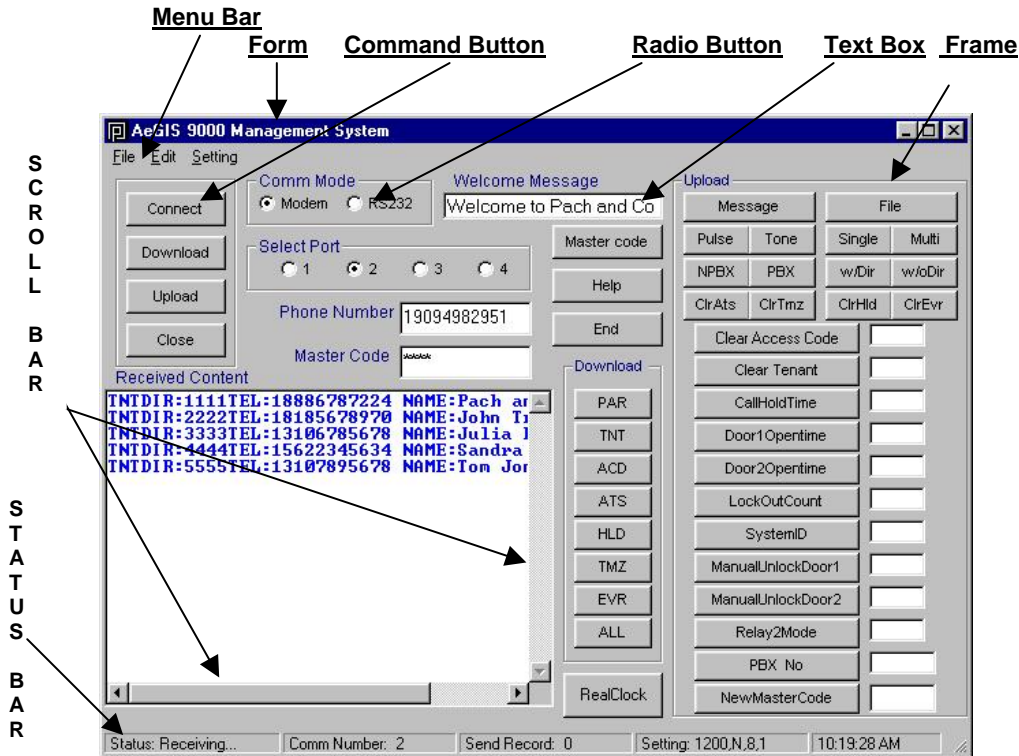 Menu Bar
Form Command Button Radio Button Text Box Frame
SCROLL BAR
STATUS BAR
AeGIS 9000 Management System
File Edit Setting
Connect
Download
Upload
Close
Comm Mode
Modem RS232
Select Port
1 2 3 4
Welcome Message
Welcome to Pach and Co
Phone Number 19094982951
Master Code ****
Master code
Help
End
Received Content
TNTDIR:1111TEL:18886787224 NAME:Pach
TNTDIR:2222TEL:18185678970 NAME:John
TNTDIR:3333TEL:13106785678 NAME:Julia
TNTDIR:4444TEL:15622345634 NAME:Sandra
TNTDIR:5555TEL:13107895678 NAME:Tom
Download
PAR
TNT
ACD
ATS
HLD
TMZ
EVR
ALL
RealClock
Upload
Message File
Pulse Tone Single Multi
NPBX PBX w/Dir w/oDir
ClrAts ClrTmz ClrHld ClrEvr
Clear Access Code
Clear Tenant
CallHoldTime
Door1Opentime
Door2Opentime
LockOutCount
SystemID
ManualUnlockDoor1
ManualUnlockDoor2
Relay2Mode
PBX No
NewMasterCode
Status: Receiving... Comm Number: 2 Send Record: 0 Setting: 1200,N,8,1 10:19:28 AM